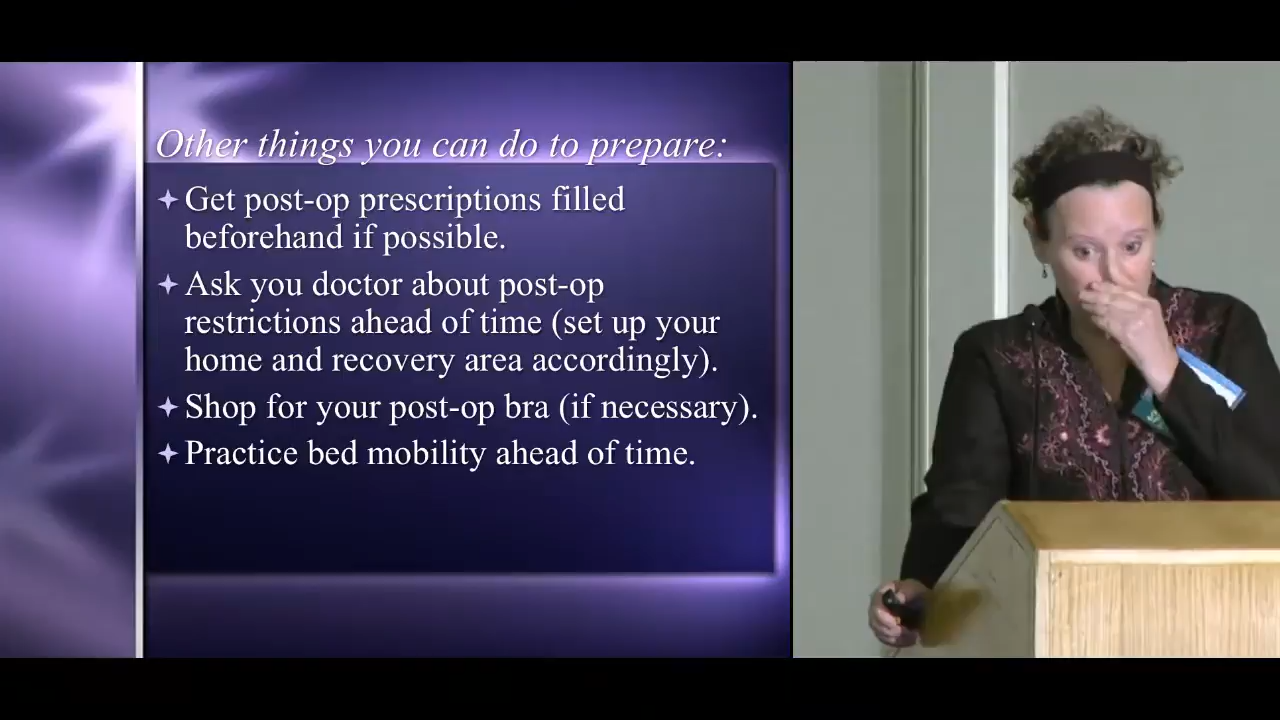 Other things you can do to prepare:
Get post-op prescriptions filled
beforehand if possible.
Ask you doctor about post-op
restrictions ahead of time (set up your
home and recovery area accordingly).
Shop for your post-op bra (if necessary).
Practice bed mobility ahead of time.